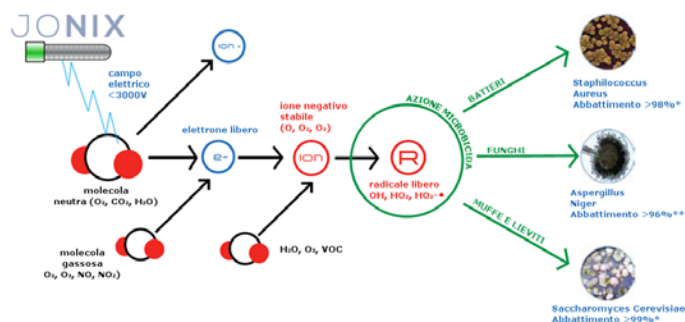 JONIX
campo
elettrico
<3000V
ion +
molecola
neutra (O₂, CO₂, H₂O)
elettrone libero
e-
ione negativo
stabile
(O, O₂, O₃)
ion
R
radicale libero
OH, HO₂, HO₂-•
AZIONE MICROBICIDA
molecola
gassosa
O₂, O₃, NO, NO₂)
H₂O, O₃, VOC
BATTERI
Staphilococcus
Aureus
Abbattimento >98%*
FUNGHI
Aspergillus
Niger
Abbattimento >96%**
MUFFE E LIEVITI
Saccharomyces Cerevisiae
Abbattimento >99%*